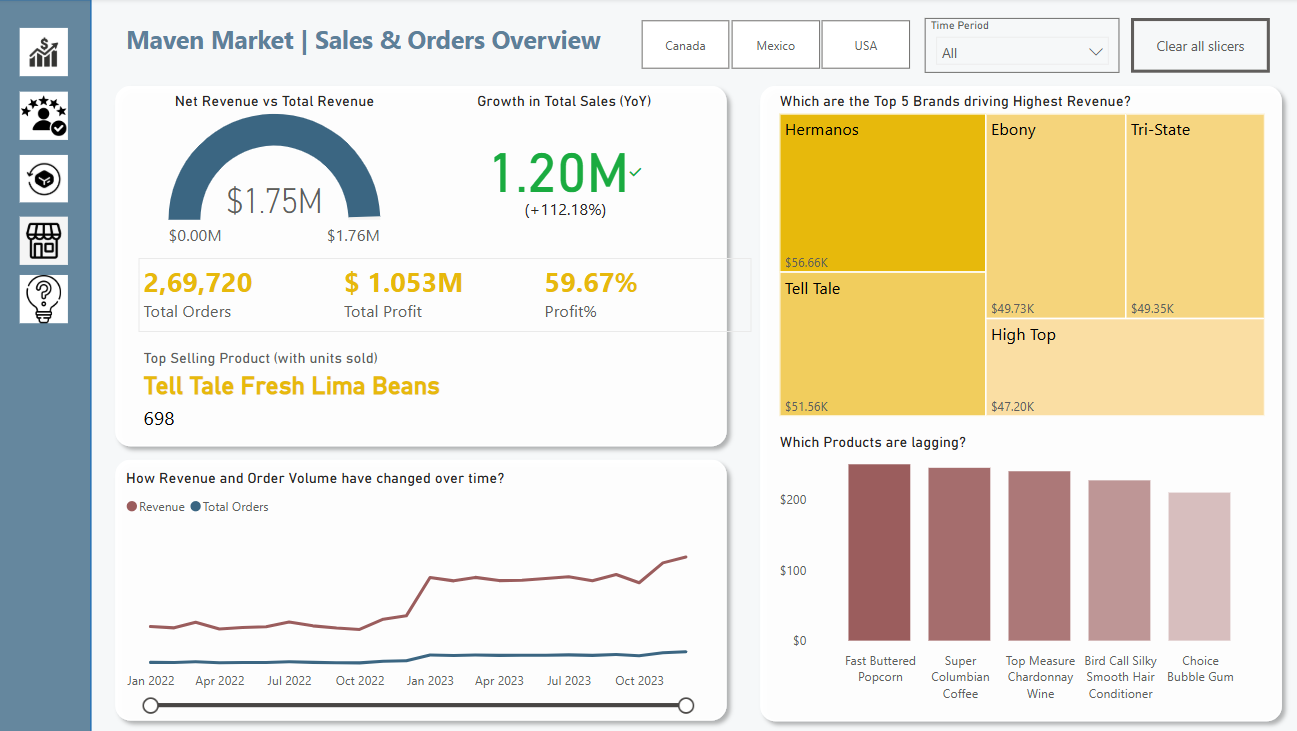 Maven Market | Sales & Orders Overview
Canada
Mexico
USA
Time Period
All
Clear all slicers
Net Revenue vs Total Revenue
$1.75M
$0.00M
$1.76M
Growth in Total Sales (YoY)
1.20M
(+112.18%)
2,69,720
Total Orders
$ 1.053M
Total Profit
59.67%
Profit%
Top Selling Product (with units sold)
Tell Tale Fresh Lima Beans
698
How Revenue and Order Volume have changed over time?
Revenue
Total Orders
Jan 2022
Apr 2022
Jul 2022
Oct 2022
Jan 2023
Apr 2023
Jul 2023
Oct 2023
Which are the Top 5 Brands driving Highest Revenue?
Hermanos
$56.66K
Tell Tale
$51.56K
Ebony
$49.73K
Tri-State
$49.35K
High Top
$47.20K
Which Products are lagging?
$200
$100
$0
Fast Buttered
Popcorn
Super
Columbian
Coffee
Top Measure
Chardonnay
Wine
Bird Call Silky
Smooth Hair
Conditioner
Choice
Bubble Gum